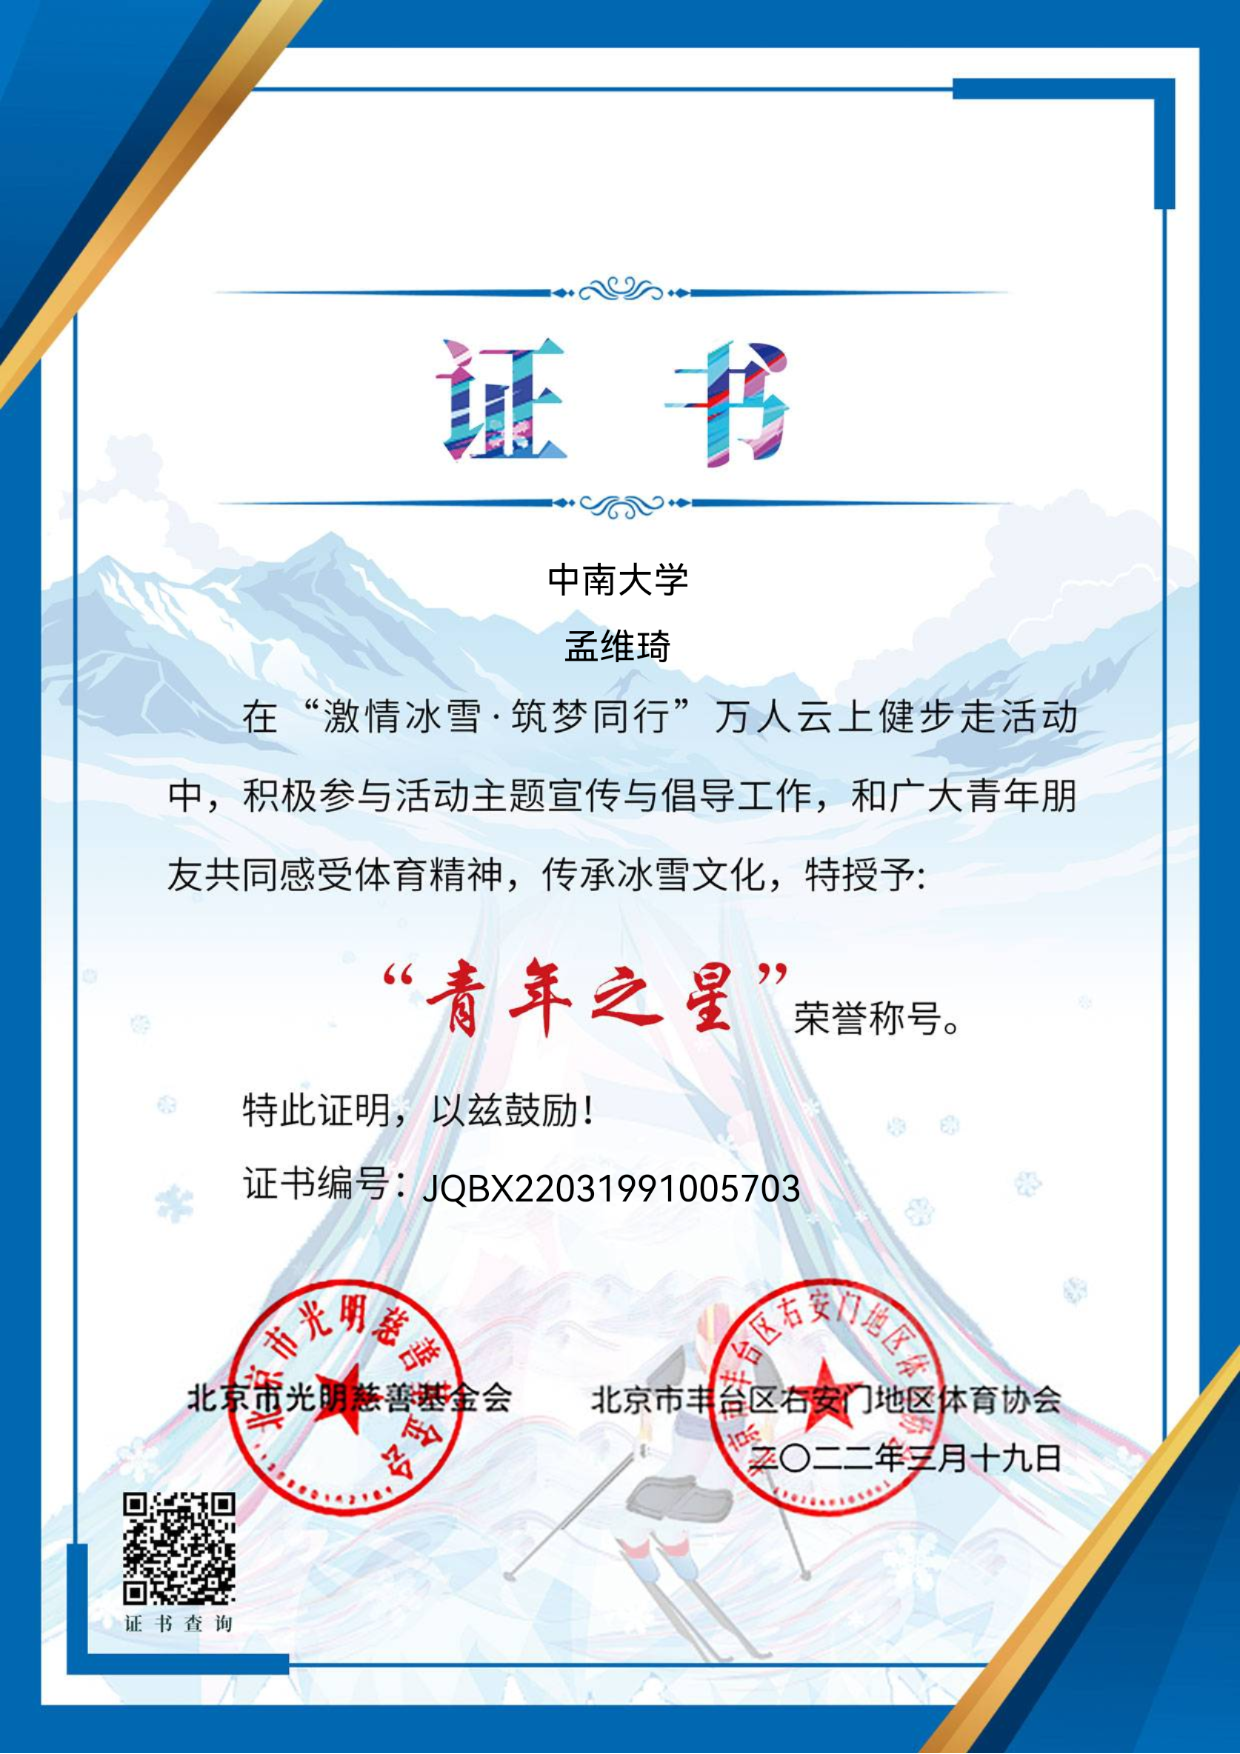 证 书
中南大学
孟维琦
在“激情冰雪·筑梦同行”万人云上健步走活动
中，积极参与活动主题宣传与倡导工作，和广大青年朋
友共同感受体育精神，传承冰雪文化，特授予:
“青年之星”荣誉称号。
特此证明，以兹鼓励！
证书编号：JQBX22031991005703
北京市光明慈善基金会
北京市光明慈善基金会
北京市丰台区右安门地区体育协会
北京市丰台区右安门地区体育协会
二〇二二年三月十九日
证书查询